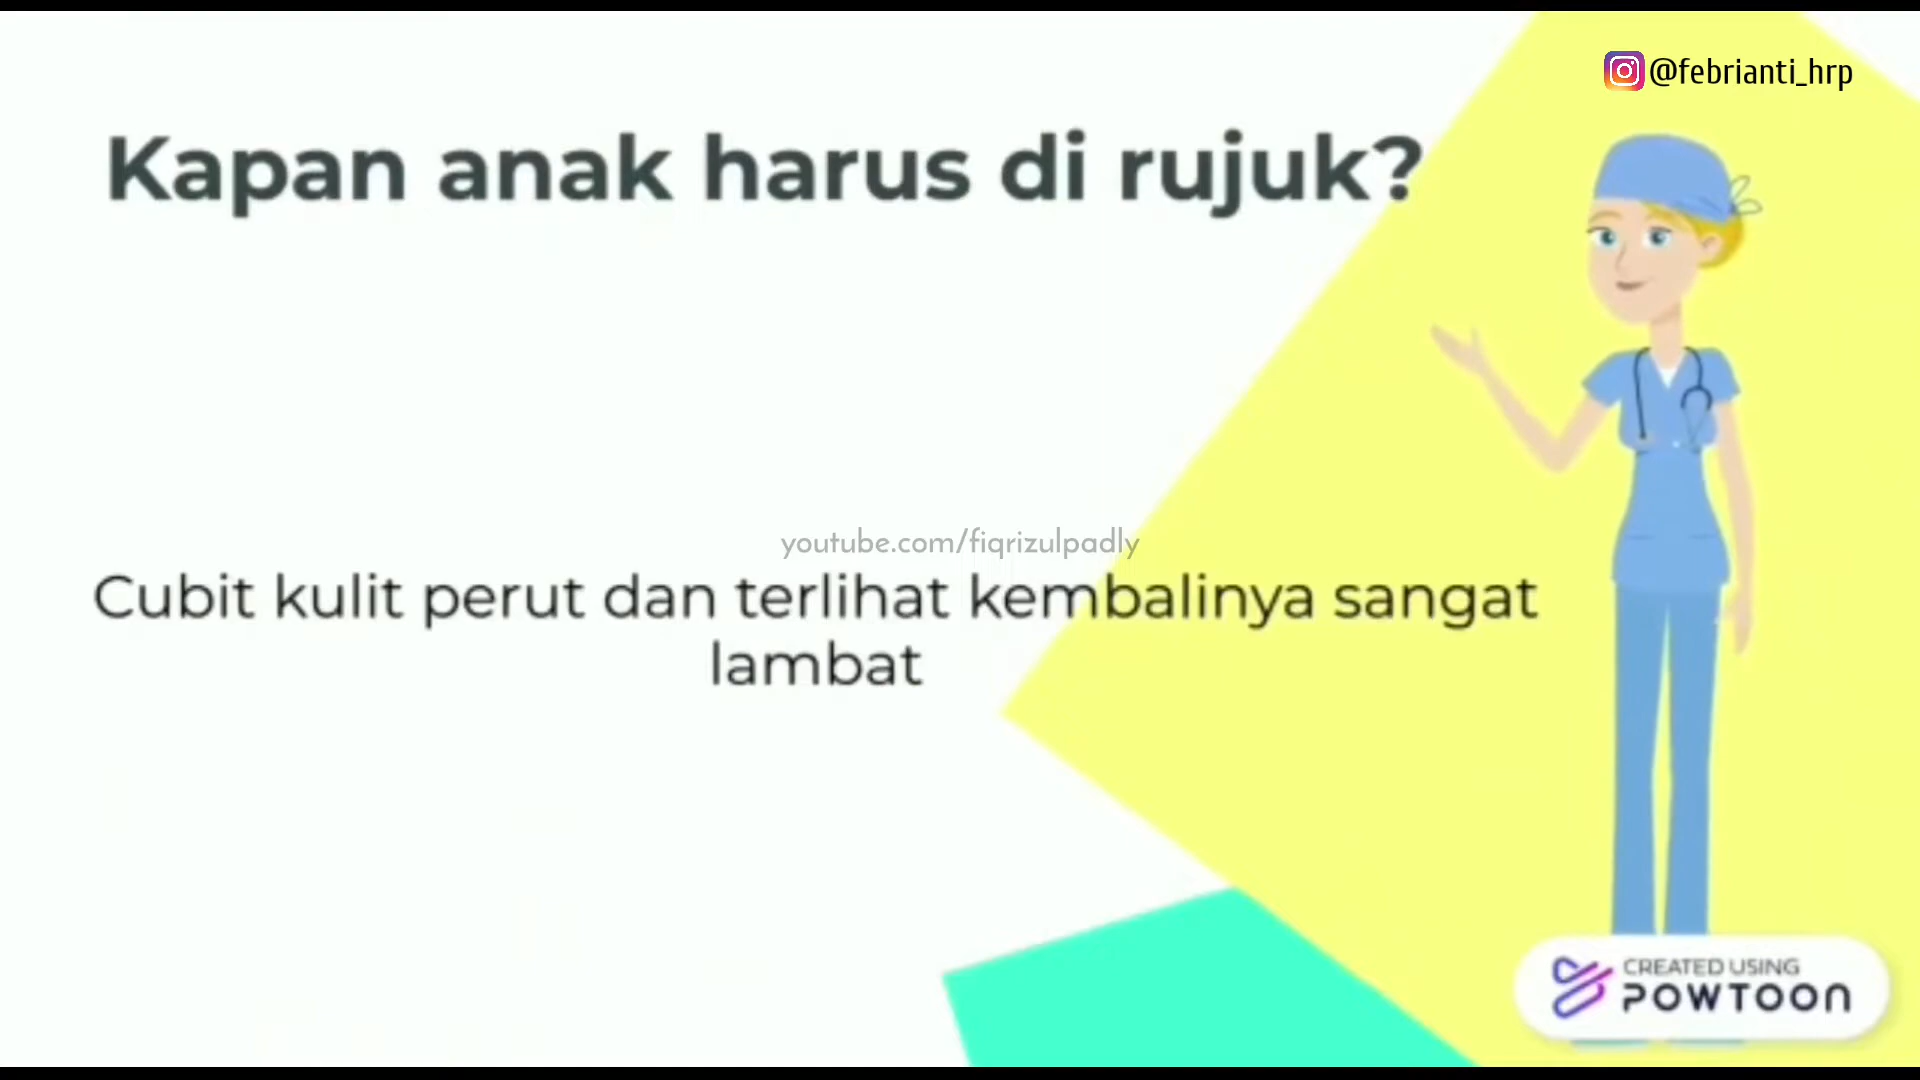 @febrianti_hrp
Kapan anak harus di rujuk?
youtube.com/fiqrizulpadly
Cubit kulit perut dan terlihat kembalinya sangat
lambat
CREATED USING
POWTOON